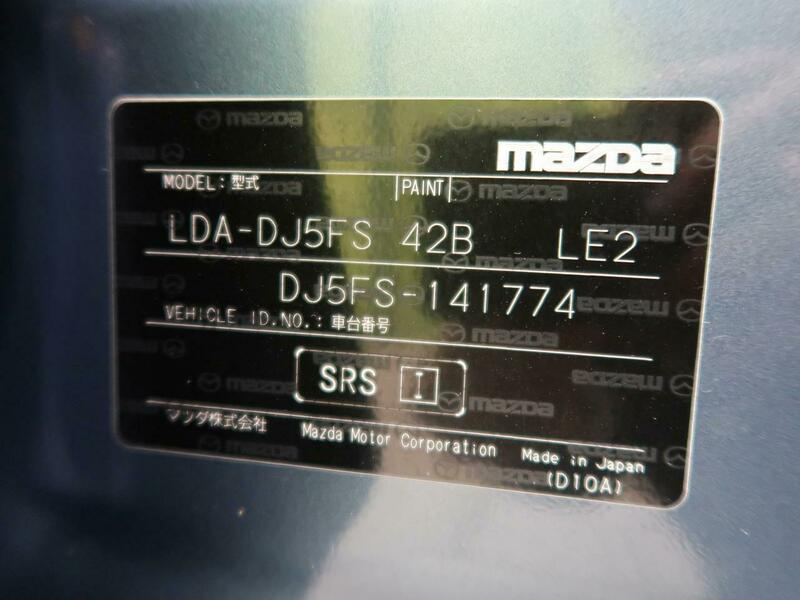 mazda
MODEL：型式 PAINT
LDA-DJ5FS 42B LE2
DJ5FS-141774
VEHICLE ID.NO.：車台番号
SRS I
マツダ株式会社 Mazda Motor Corporation Made in Japan
(D10A)